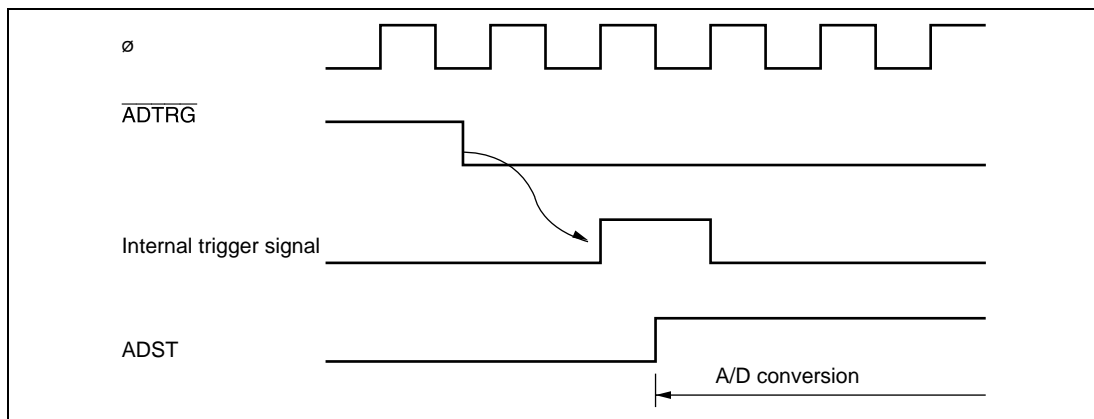 ø
ADTRG
Internal trigger signal
ADST
A/D conversion